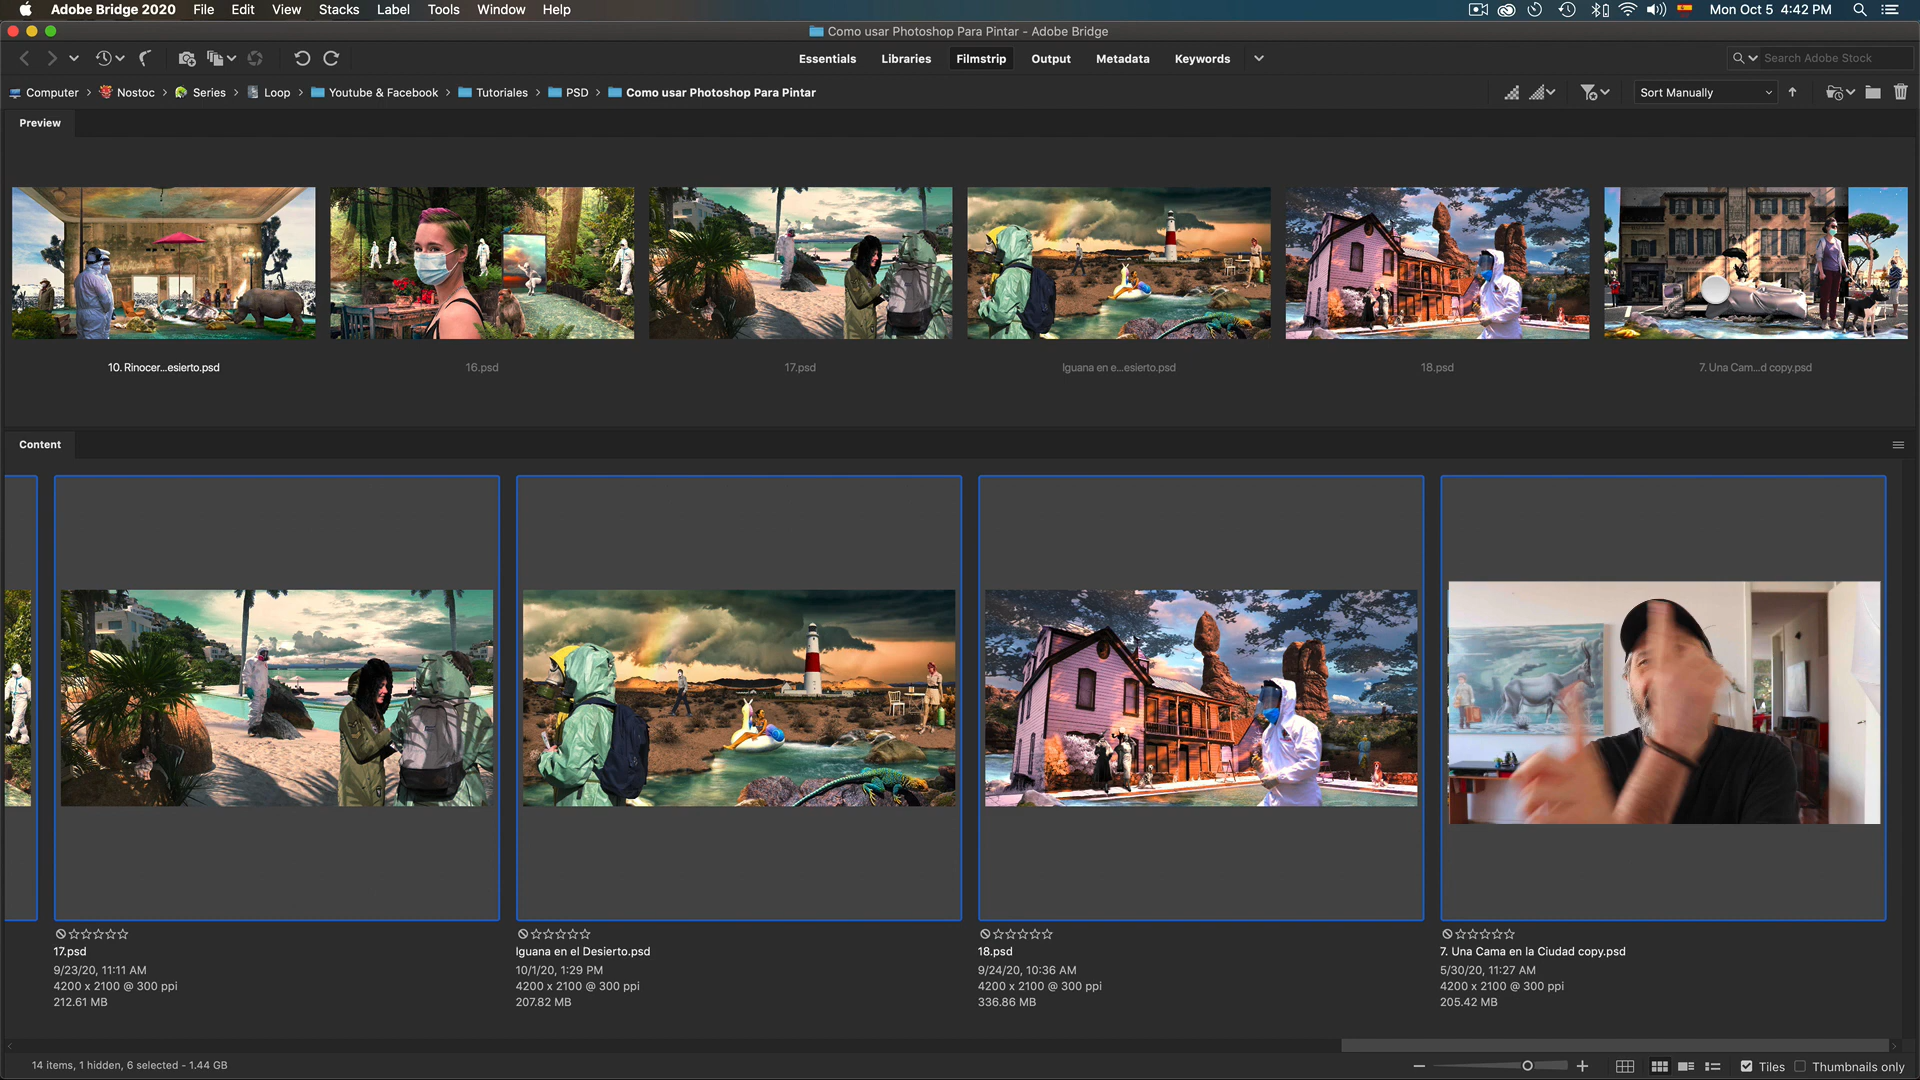 Adobe Bridge 2020 File Edit View Stacks Label Tools Window Help Mon Oct 5 4:42 PM
Como usar Photoshop Para Pintar - Adobe Bridge
Essentials Libraries Filmstrip Output Metadata Keywords Search Adobe Stock
Computer Nostoc Series Loop Youtube & Facebook Tutoriales PSD Como usar Photoshop Para Pintar Sort Manually
Preview
10. Rinocer...esierto.psd 16.psd 17.psd Iguana en e...esierto.psd 18.psd 7. Una Cam...d copy.psd
Content
17.psd Iguana en el Desierto.psd 18.psd 7. Una Cama en la Ciudad copy.psd
9/23/20, 11:11 AM 10/1/20, 1:29 PM 9/24/20, 10:36 AM 5/30/20, 11:27 AM
4200 x 2100 @ 300 ppi 4200 x 2100 @ 300 ppi 4200 x 2100 @ 300 ppi 4200 x 2100 @ 300 ppi
212.61 MB 207.82 MB 336.86 MB 205.42 MB
14 items, 1 hidden, 6 selected - 1.44 GB Tiles Thumbnails only